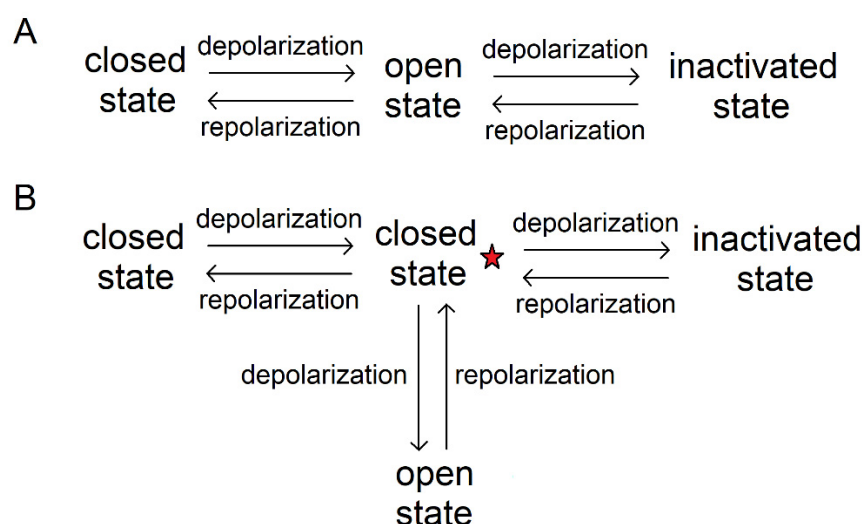 A
depolarization
depolarization
closed
state
open
state
inactivated
state
repolarization
repolarization
B
depolarization
depolarization
closed
state
closed
state
inactivated
state
repolarization
repolarization
depolarization
repolarization
open
state